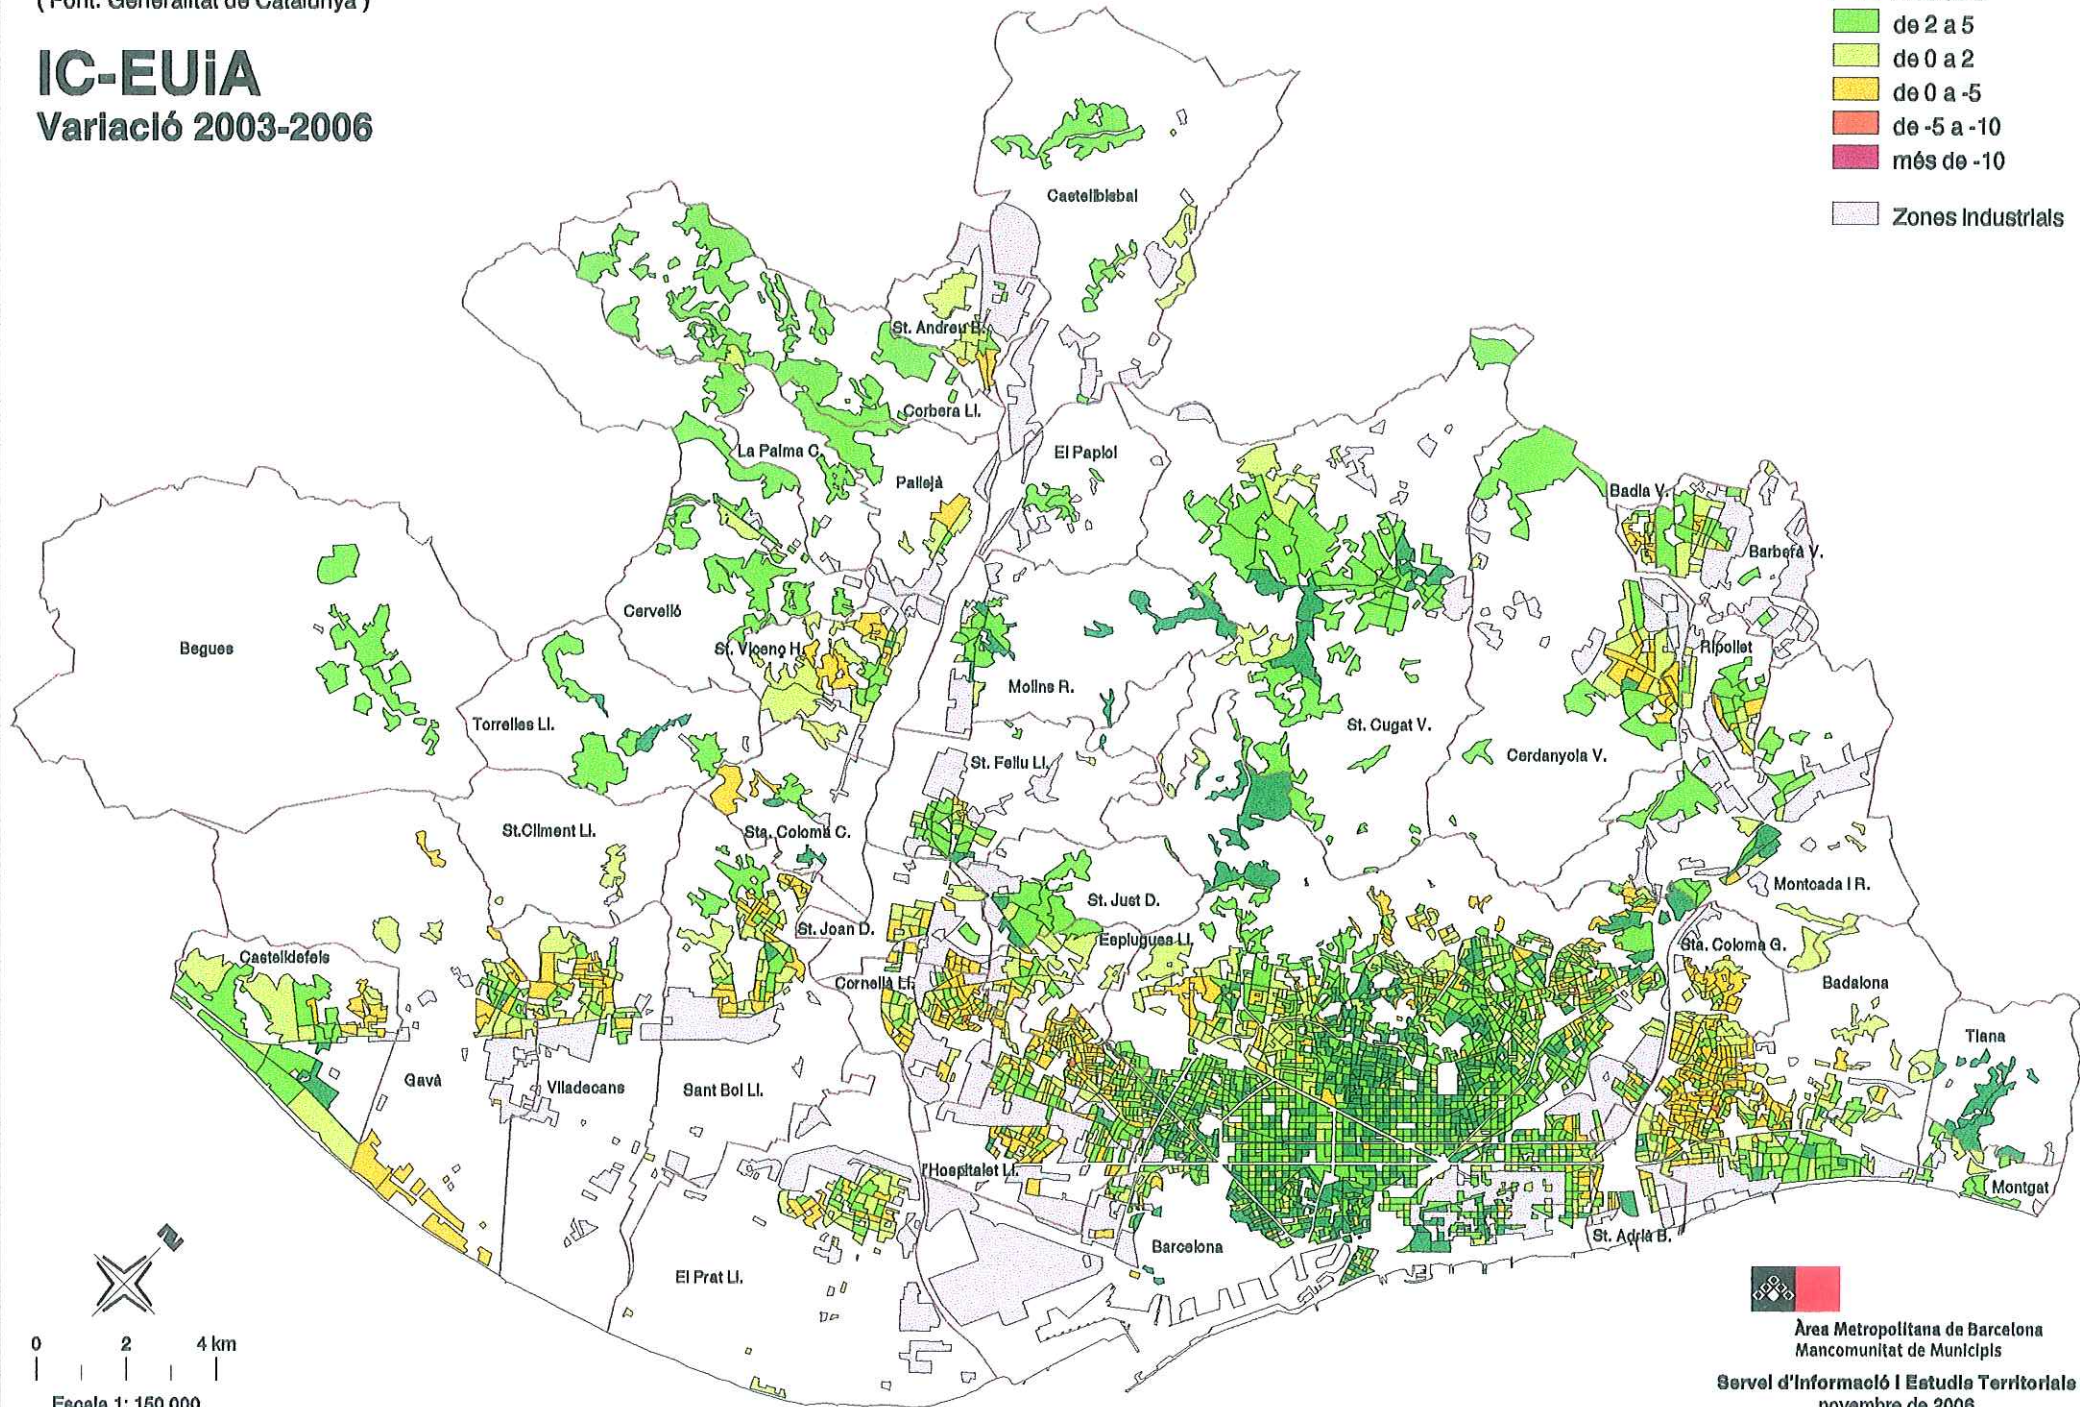 ( Font: Generalitat de Catalunya )
IC-EUiA
Variació 2003-2006
de 2 a 5
de 0 a 2
de 0 a -5
de -5 a -10
més de -10
Zones industrials
Castellbisbal
St. Andreu B.
Corbera Ll.
La Palma C.
El Papiol
Pallejà
Badia V.
Barberà V.
Cervelló
Begues
St. Vicenç H.
Ripollet
Molins R.
Torrelles Ll.
St. Cugat V.
Cerdanyola V.
St. Feliu Ll.
St.Climent Ll.
Sta. Coloma C.
Montcada i R.
St. Just D.
St. Joan D.
Esplugues Ll.
Sta. Coloma G.
Castelldefels
Cornellà Ll.
Badalona
Tiana
Gavà
Viladecans
Sant Boi Ll.
l'Hospitalet Ll.
Montgat
St. Adrià B.
Barcelona
El Prat Ll.
N
0 2 4 km
Escala 1: 150.000
Àrea Metropolitana de Barcelona
Mancomunitat de Municipis
Servei d'Informació i Estudis Territorials
novembre de 2006